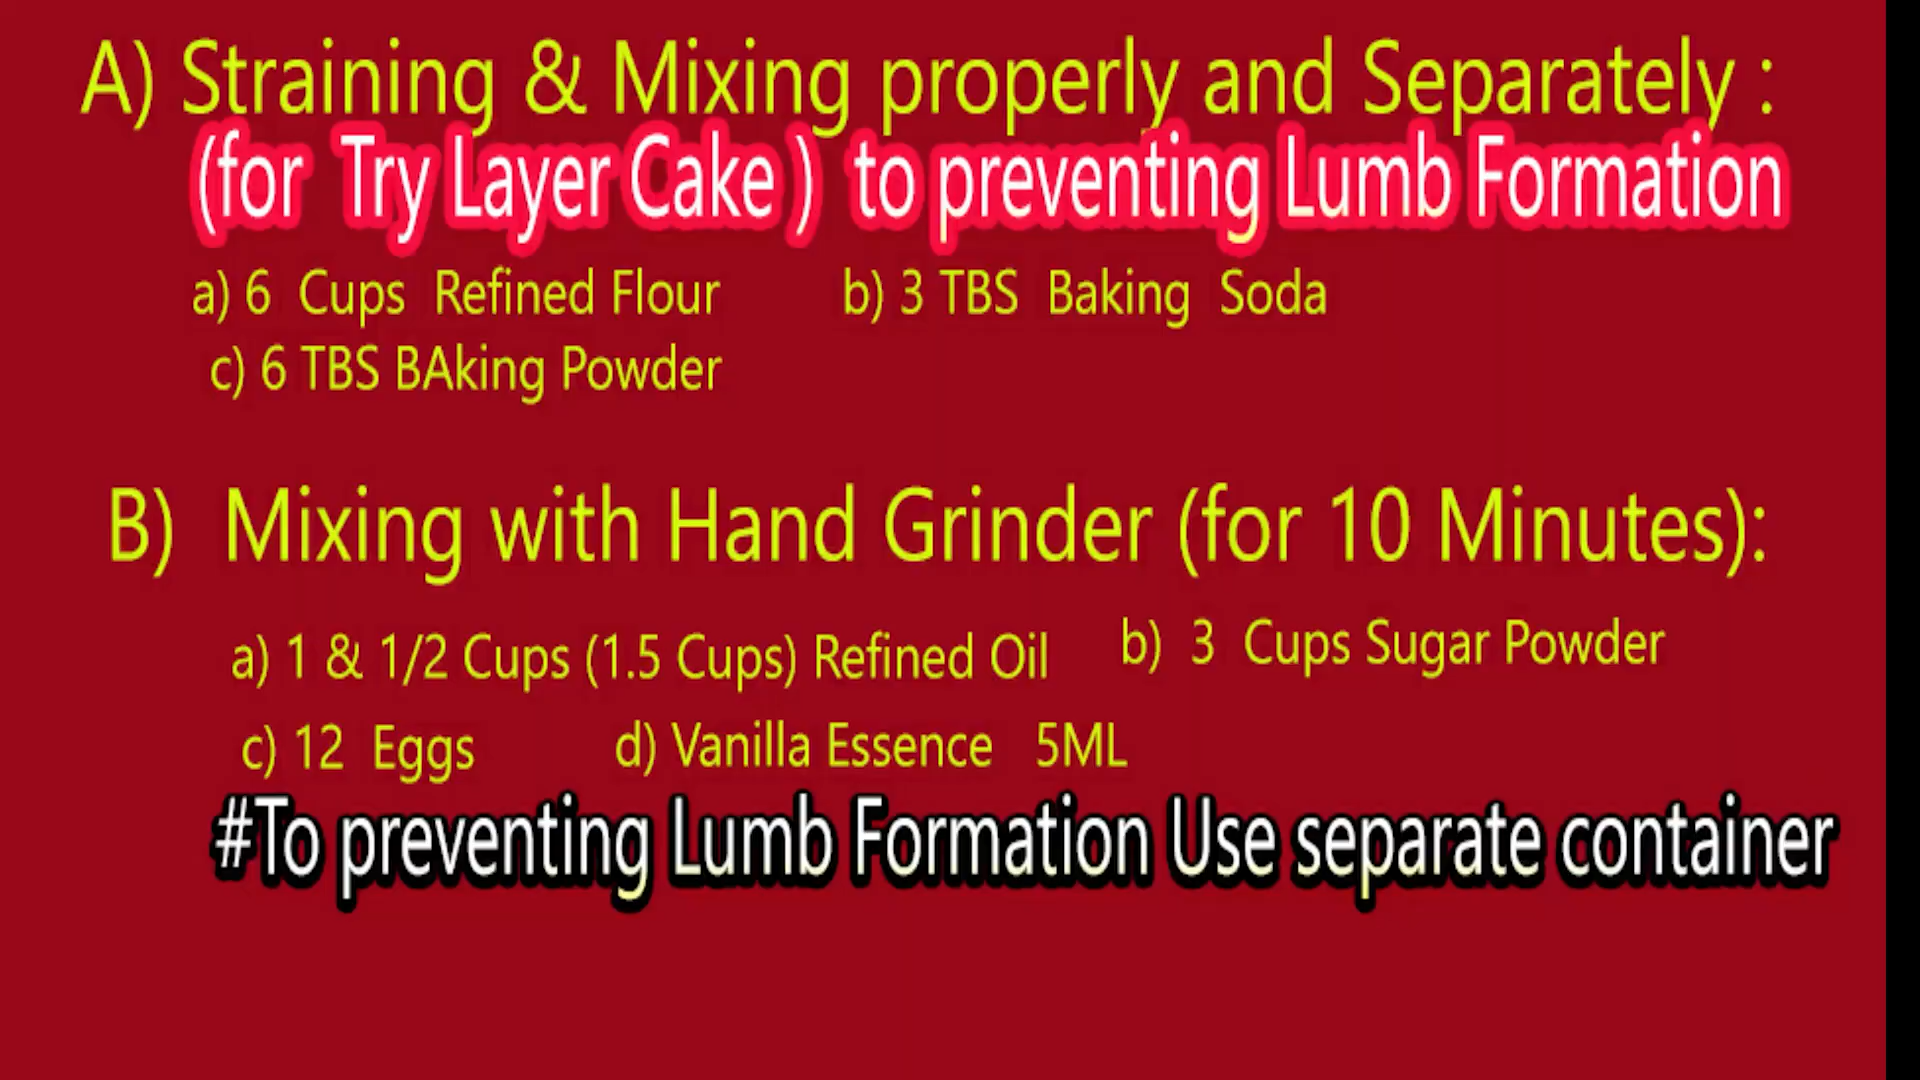 A) Straining & Mixing properly and Separately :
(for Try Layer Cake ) to preventing Lumb Formation
a) 6 Cups Refined Flour b) 3 TBS Baking Soda
c) 6 TBS BAking Powder
B) Mixing with Hand Grinder (for 10 Minutes):
a) 1 & 1/2 Cups (1.5 Cups) Refined Oil b) 3 Cups Sugar Powder
c) 12 Eggs d) Vanilla Essence 5ML
#To preventing Lumb Formation Use separate container